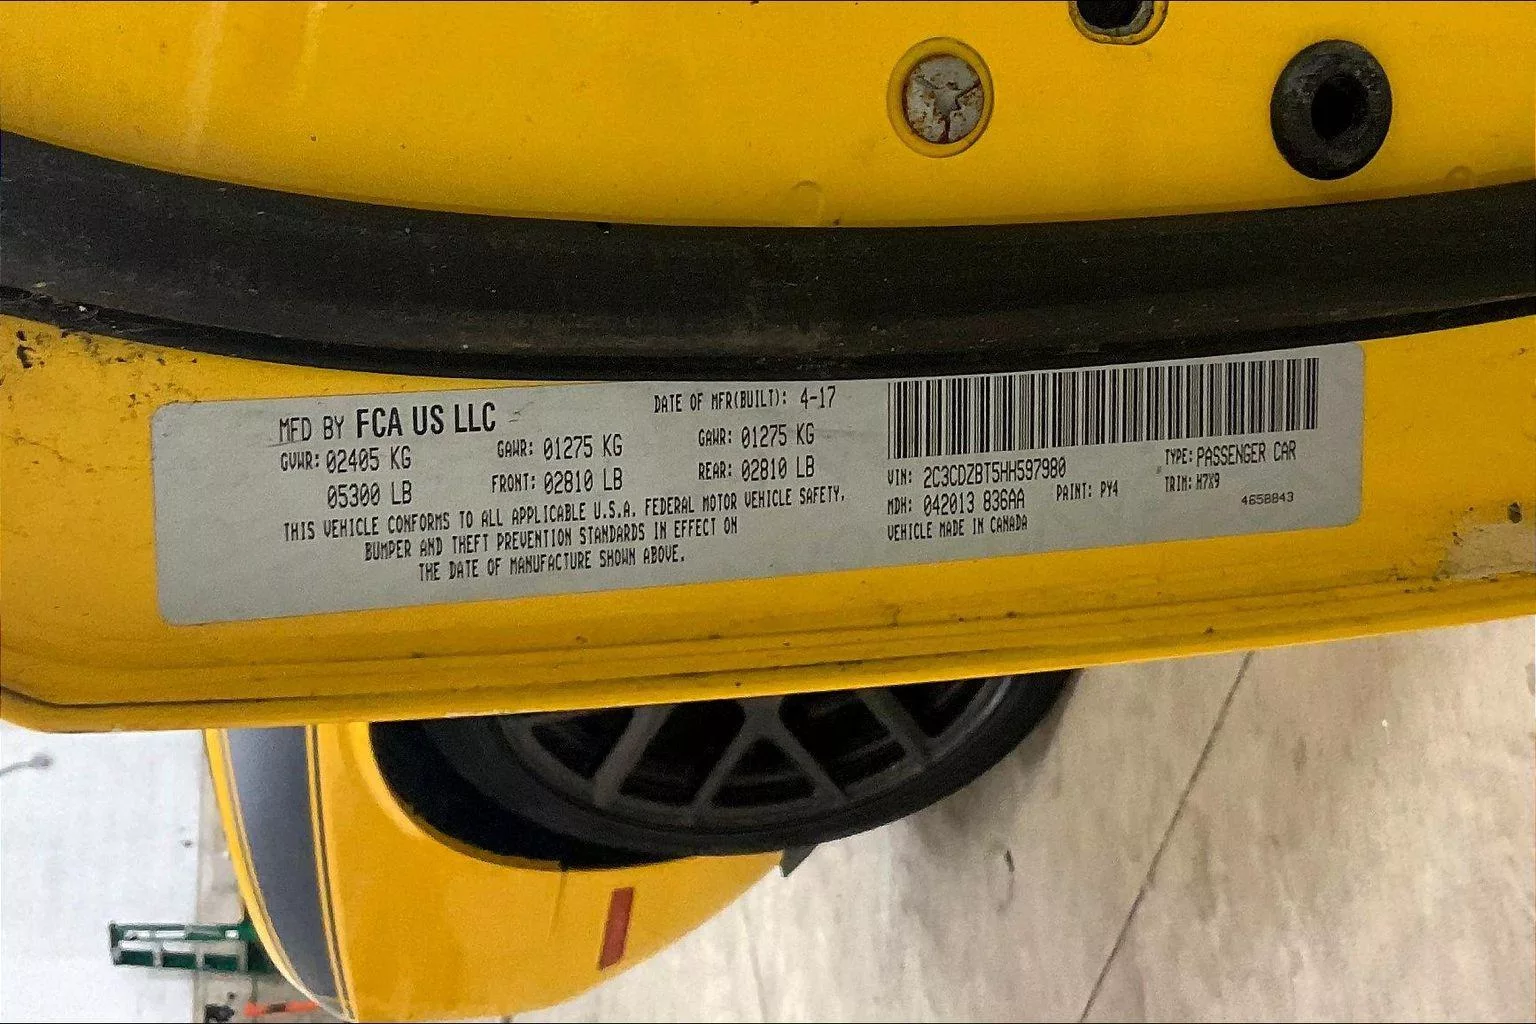 MFD BY FCA US LLC
DATE OF MFR(BUILT): 4-17
GVWR: 02405 KG
05300 LB
GAWR: 01275 KG
FRONT: 02810 LB
GAWR: 01275 KG
REAR: 02810 LB
THIS VEHICLE CONFORMS TO ALL APPLICABLE U.S.A. FEDERAL MOTOR VEHICLE SAFETY,
BUMPER AND THEFT PREVENTION STANDARDS IN EFFECT ON
THE DATE OF MANUFACTURE SHOWN ABOVE.
VIN: 2C3CDZBT5HH597980
TYPE: PASSENGER CAR
MDH: 042013 836AA
PAINT: PY4
TRIM: H7X9
VEHICLE MADE IN CANADA
4658843